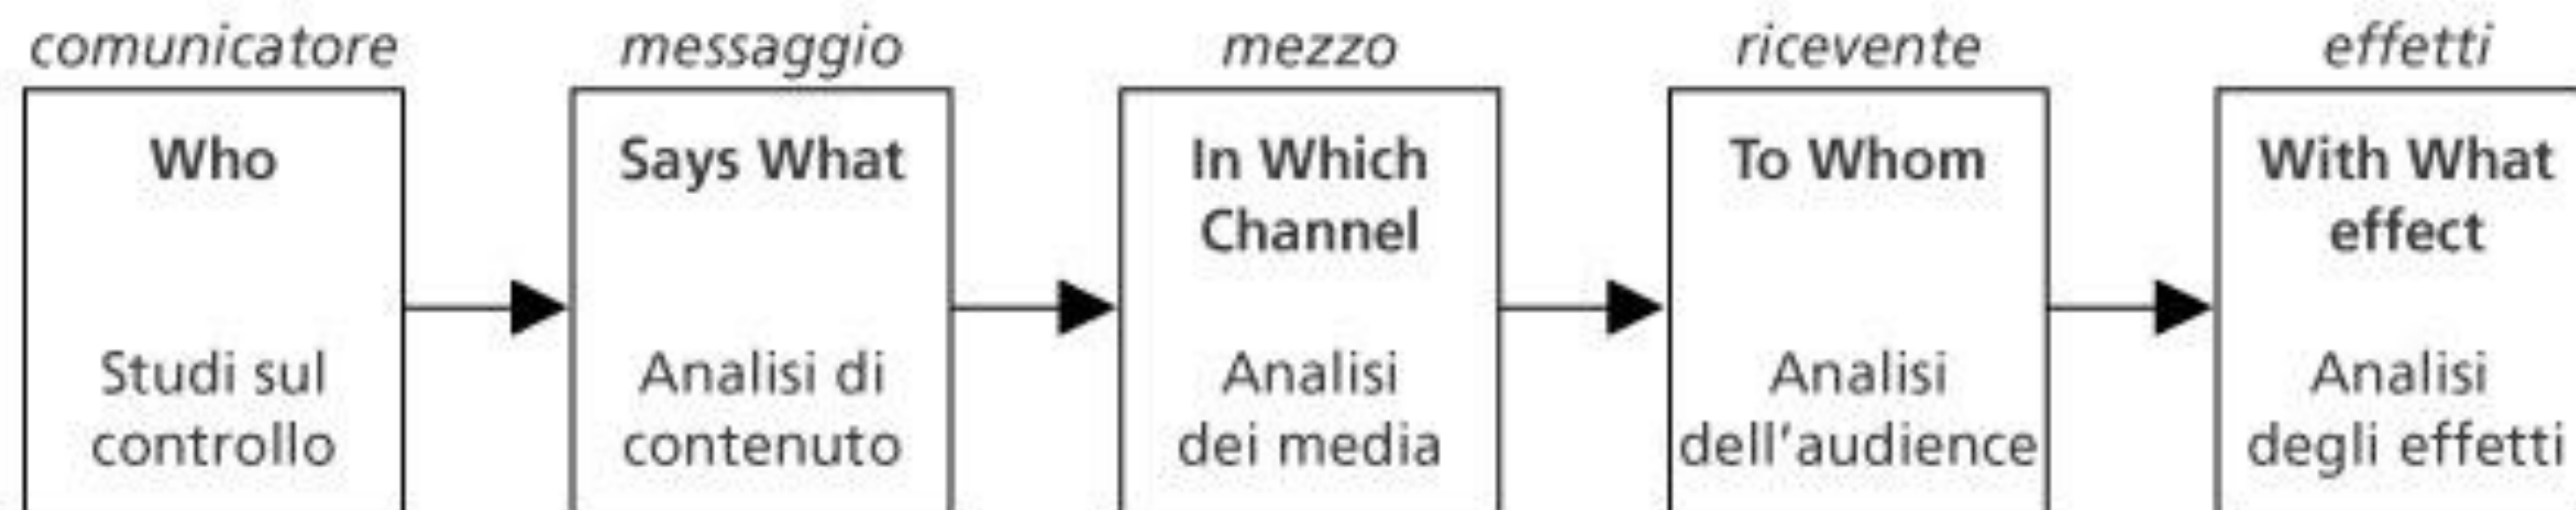 comunicatore
Who
Studi sul
controllo
messaggio
Says What
Analisi di
contenuto
mezzo
In Which
Channel
Analisi
dei media
ricevente
To Whom
Analisi
dell'audience
effetti
With What
effect
Analisi
degli effetti